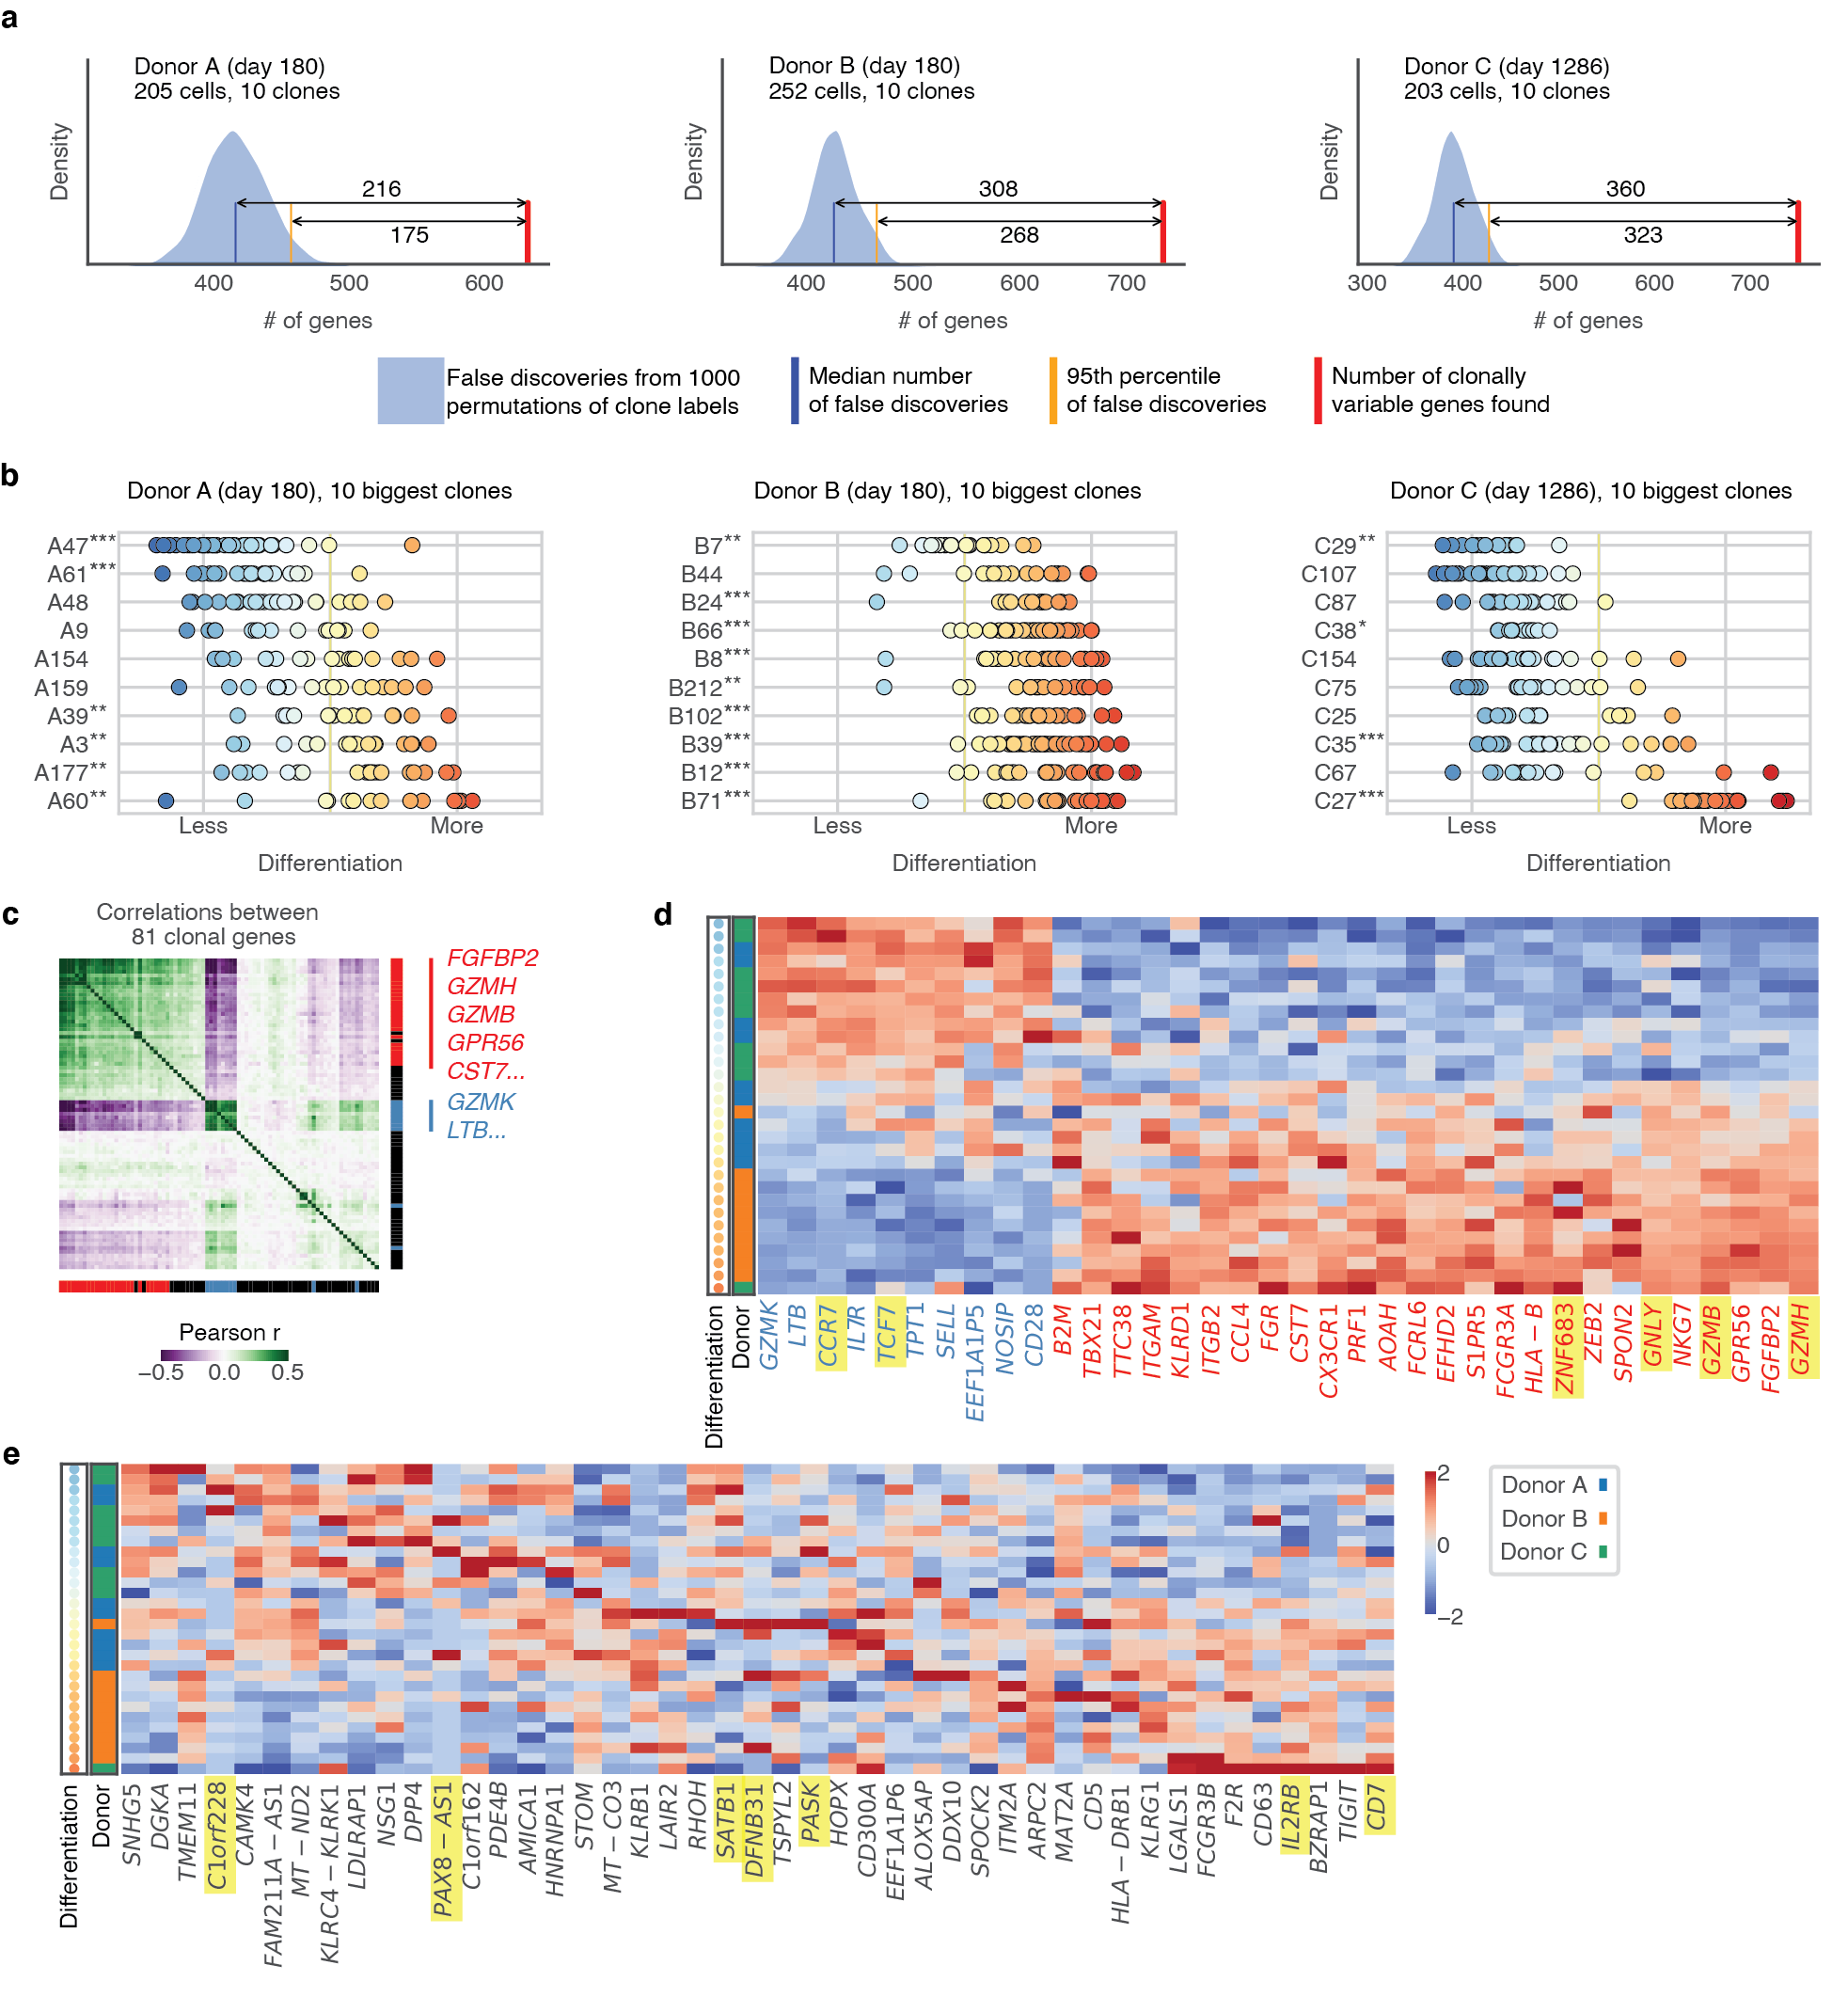 a
Donor A (day 180)
205 cells, 10 clones
Density
216
175
400 500 600
# of genes
Donor B (day 180)
252 cells, 10 clones
Density
308
268
400 500 600 700
# of genes
Donor C (day 1286)
203 cells, 10 clones
Density
360
323
300 400 500 600 700
# of genes
False discoveries from 1000
permutations of clone labels
Median number
of false discoveries
95th percentile
of false discoveries
Number of clonally
variable genes found
b
Donor A (day 180), 10 biggest clones
A47***
A61***
A48
A9
A154
A159
A39**
A3**
A177**
A60**
Less More
Differentiation
Donor B (day 180), 10 biggest clones
B7**
B44
B24***
B66***
B8***
B212**
B102***
B39***
B12***
B71***
Less More
Differentiation
Donor C (day 1286), 10 biggest clones
C29**
C107
C87
C38*
C154
C75
C25
C35***
C67
C27***
Less More
Differentiation
c
Correlations between
81 clonal genes
FGFBP2
GZMH
GZMB
GPR56
CST7...
GZMK
LTB...
Pearson r
−0.5 0.0 0.5
d
Differentiation
Donor
GZMK
LTB
CCR7
IL7R
TCF7
TPT1
SELL
EEF1A1P5
NOSIP
CD28
B2M
TBX21
TTC38
ITGAM
KLRD1
ITGB2
CCL4
FGR
CST7
CX3CR1
PRF1
AOAH
FCRL6
EFHD2
S1PR5
FCGR3A
HLA − B
ZNF683
ZEB2
SPON2
GNLY
NKG7
GZMB
GPR56
FGFBP2
GZMH
e
Differentiation
Donor
SNHG5
DGKA
TMEM11
C1orf228
CAMK4
FAM211A − AS1
MT − ND2
KLRC4 − KLRK1
LDLRAP1
NSG1
DPP4
PAX8 − AS1
C1orf162
PDE4B
AMICA1
HNRNPA1
STOM
MT − CO3
KLRB1
LAIR2
RHOH
SATB1
DFNB31
TSPYL2
PASK
HOPX
CD300A
EEF1A1P6
ALOX5AP
DDX10
SPOCK2
ITM2A
ARPC2
MAT2A
CD5
HLA − DRB1
KLRG1
LGALS1
FCGR3B
F2R
CD63
IL2RB
BZRAP1
TIGIT
CD7
2
0
−2
Donor A
Donor B
Donor C